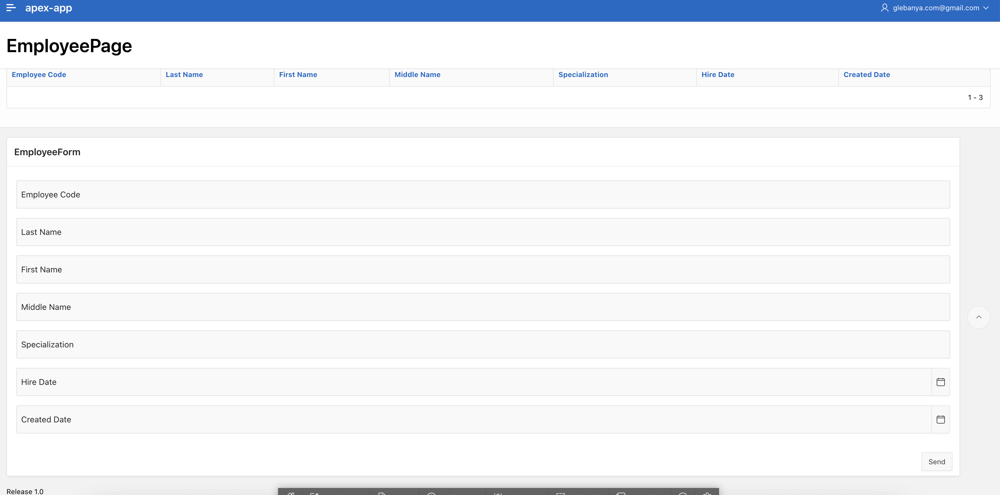 apex-app
glebanya.com@gmail.com
EmployeePage
Employee Code
Last Name
First Name
Middle Name
Specialization
Hire Date
Created Date
1 - 3
EmployeeForm
Employee Code
Last Name
First Name
Middle Name
Specialization
Hire Date
Created Date
Send
Release 1.0